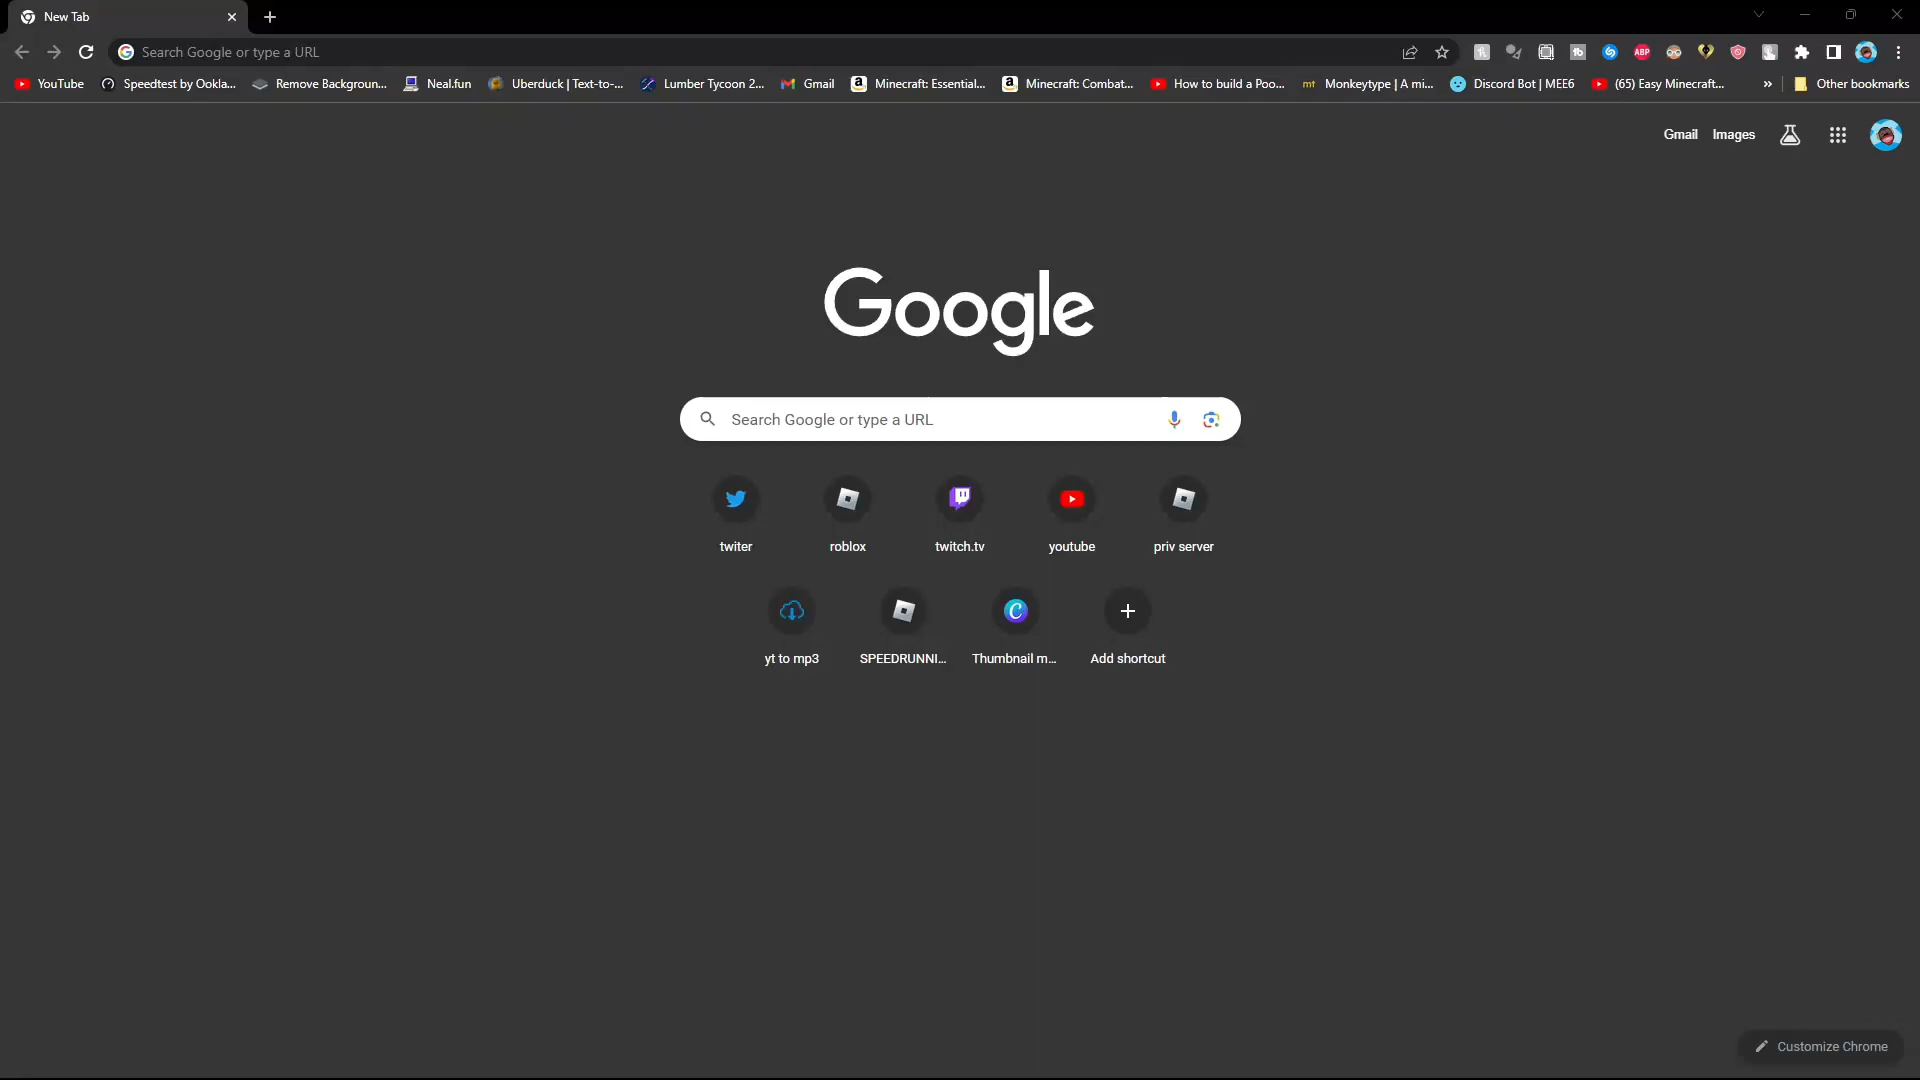 New Tab
Search Google or type a URL
YouTube Speedtest by Ookla... Remove Backgroun... Neal.fun Uberduck | Text-to-... Lumber Tycoon 2... Gmail Minecraft: Essential... Minecraft: Combat... How to build a Poo... mt Monkeytype | A mi... Discord Bot | MEE6 (65) Easy Minecraft... » Other bookmarks
ABP
Gmail Images
Google
Search Google or type a URL
twiter roblox twitch.tv youtube priv server
yt to mp3 SPEEDRUNNI... Thumbnail m... Add shortcut
Customize Chrome